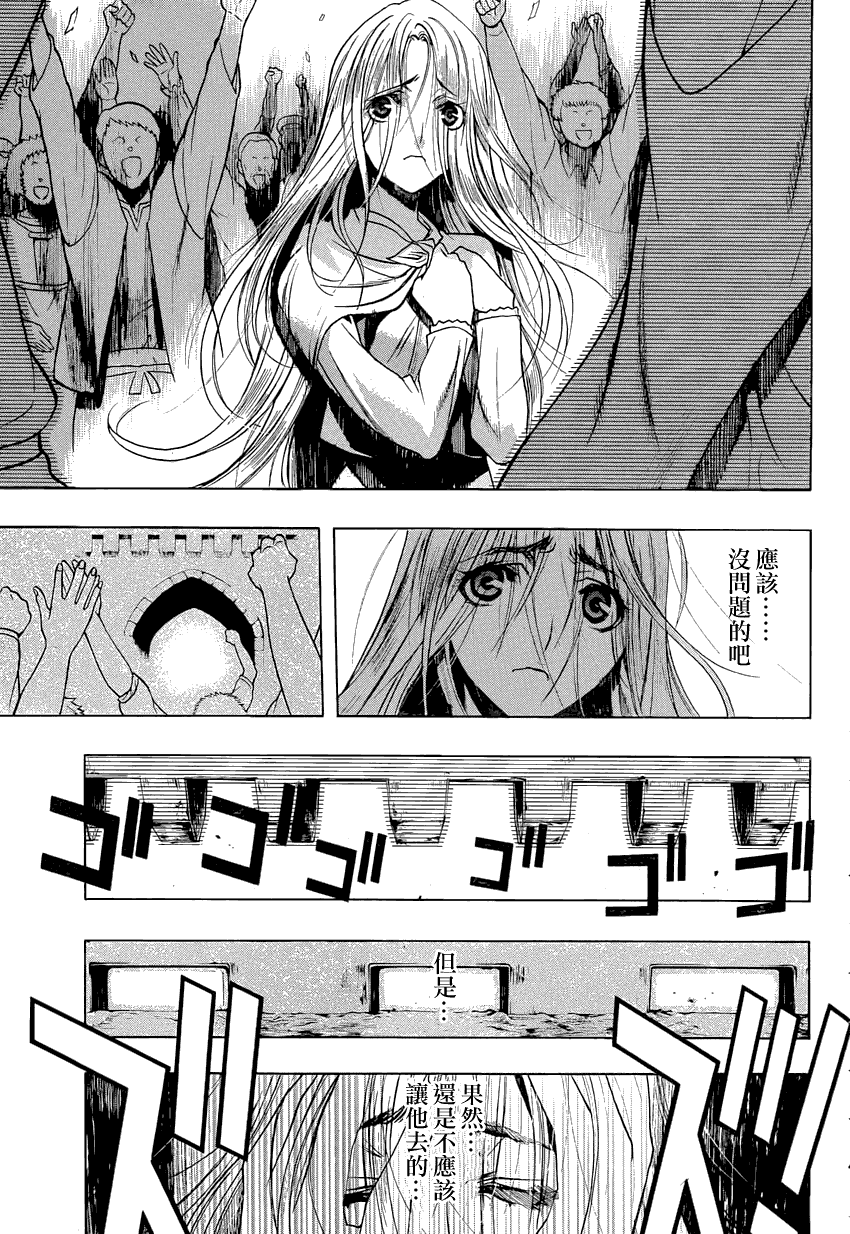 應該……
沒問題的吧
ゴゴゴゴゴゴ
但是…
果然…
還是不應該
讓他去的…
ズズ